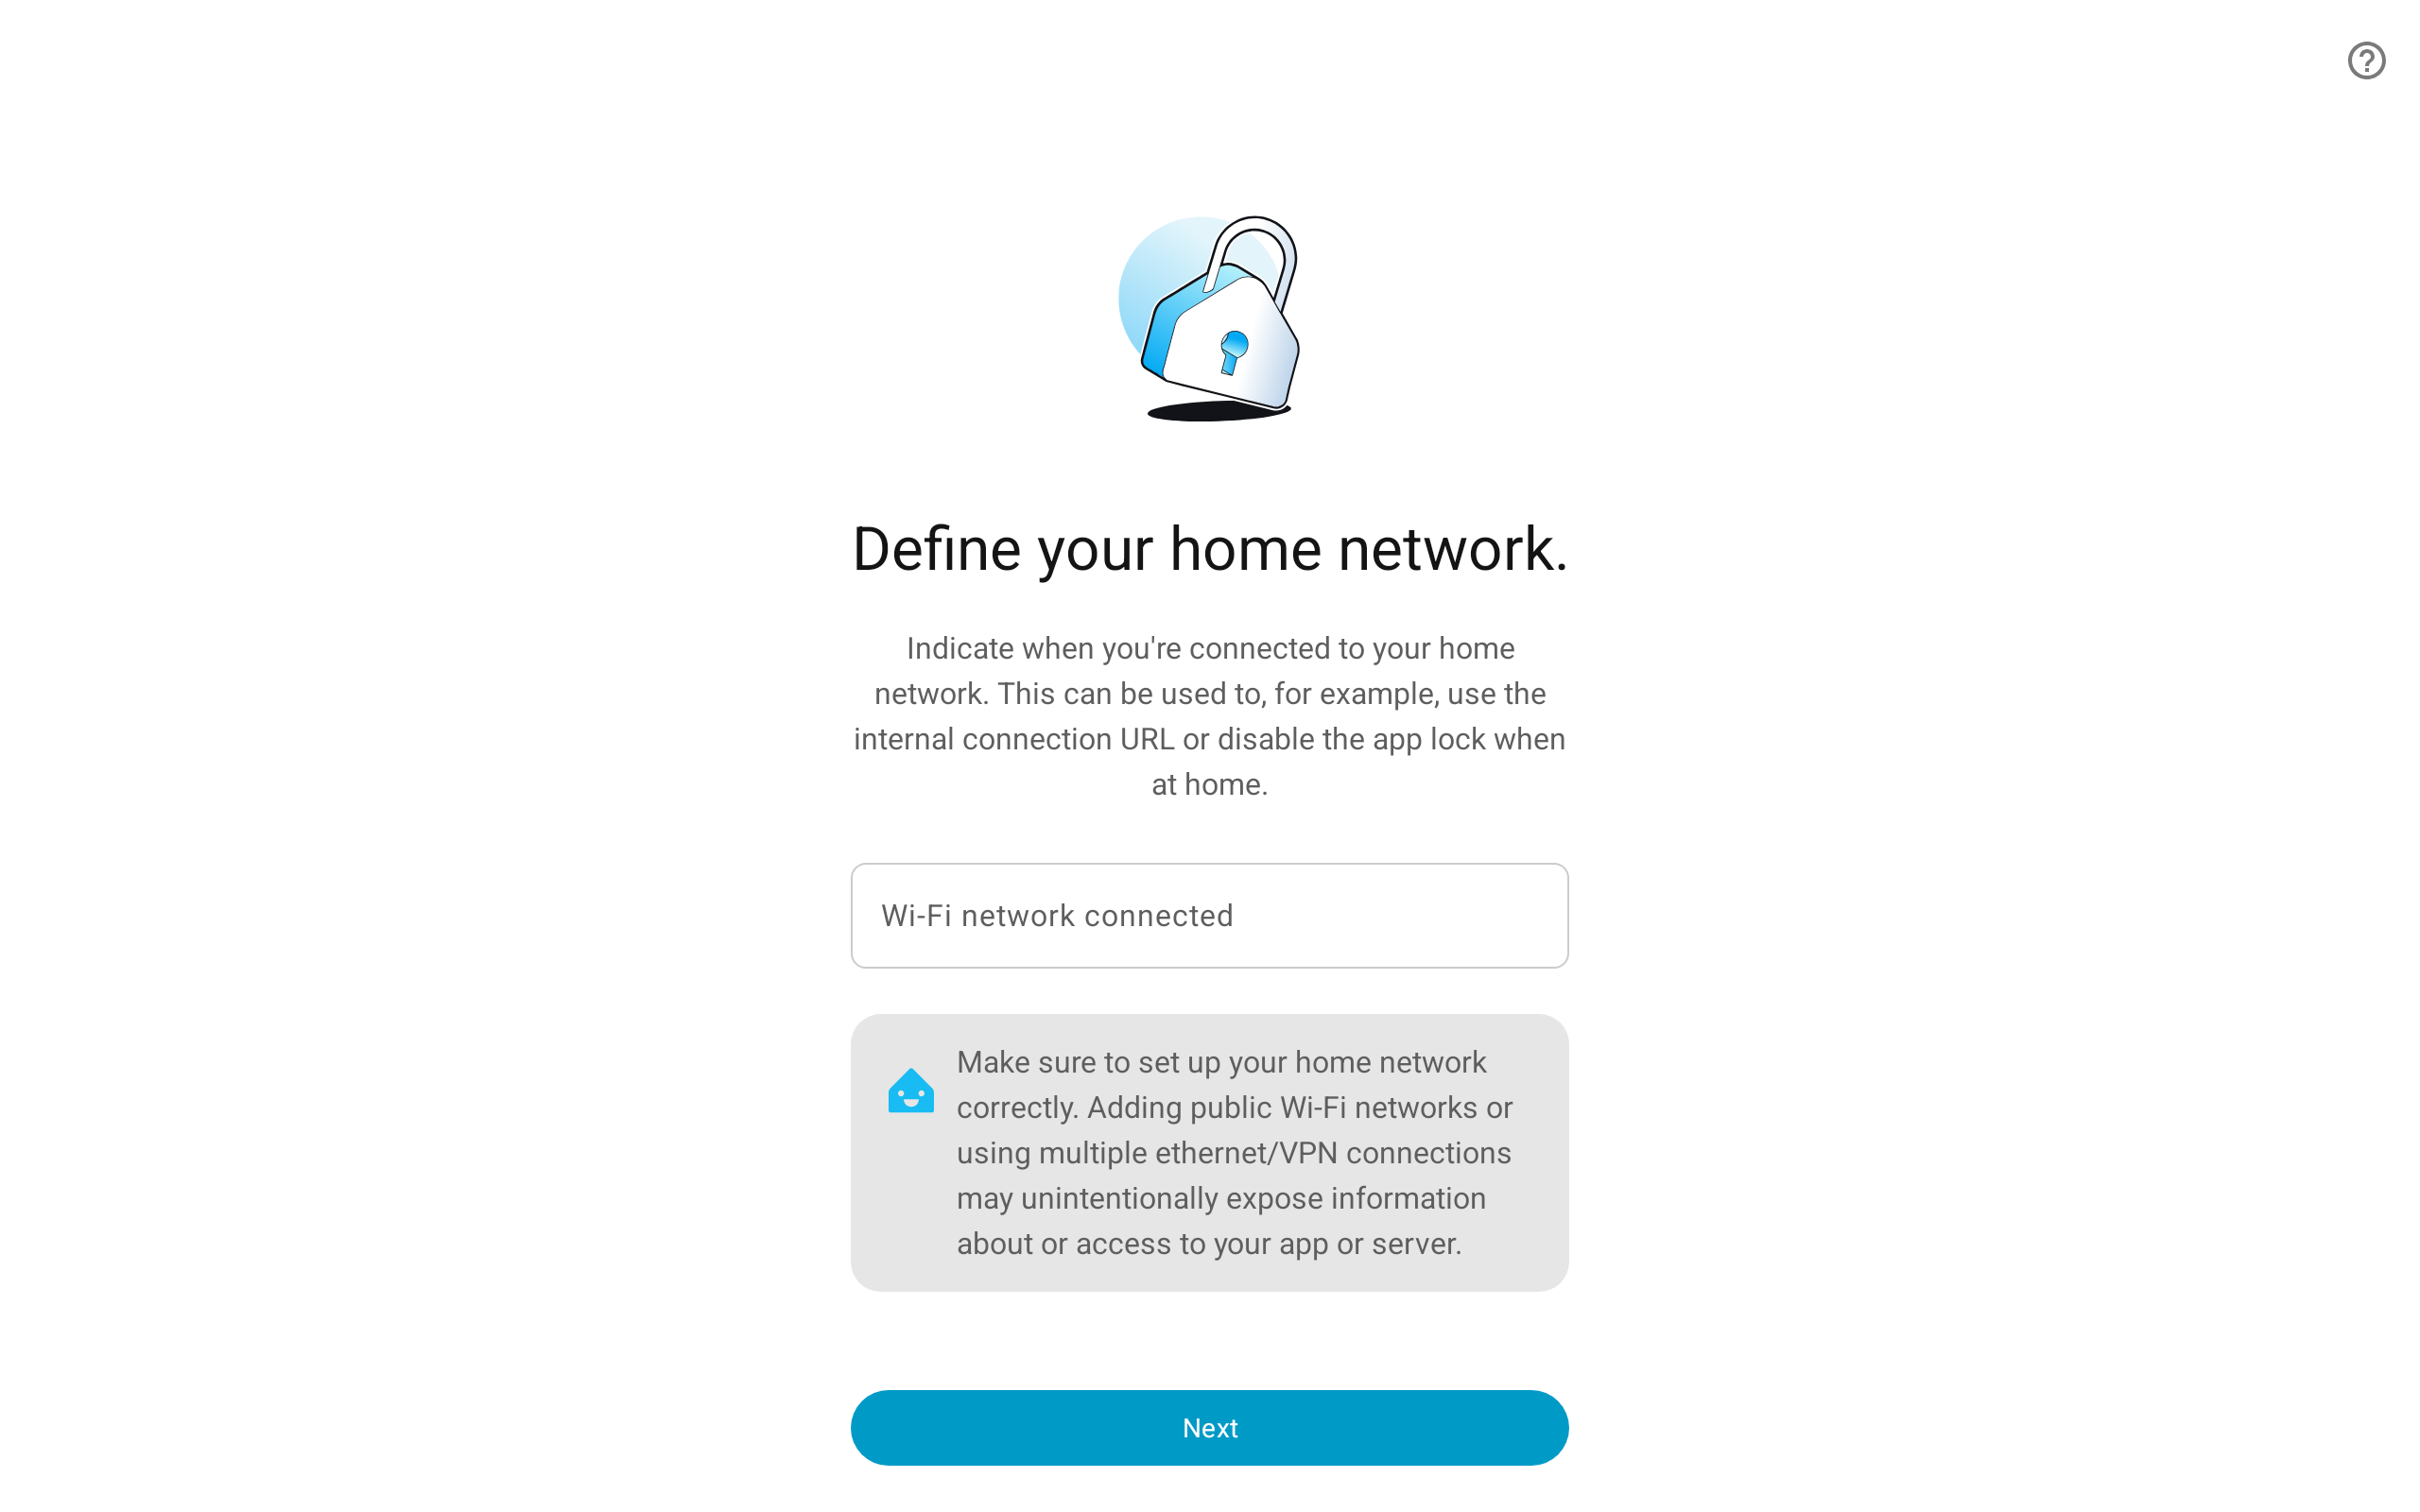 Define your home network.
Indicate when you're connected to your home
network. This can be used to, for example, use the
internal connection URL or disable the app lock when
at home.
Wi-Fi network connected
Make sure to set up your home network
correctly. Adding public Wi-Fi networks or
using multiple ethernet/VPN connections
may unintentionally expose information
about or access to your app or server.
Next